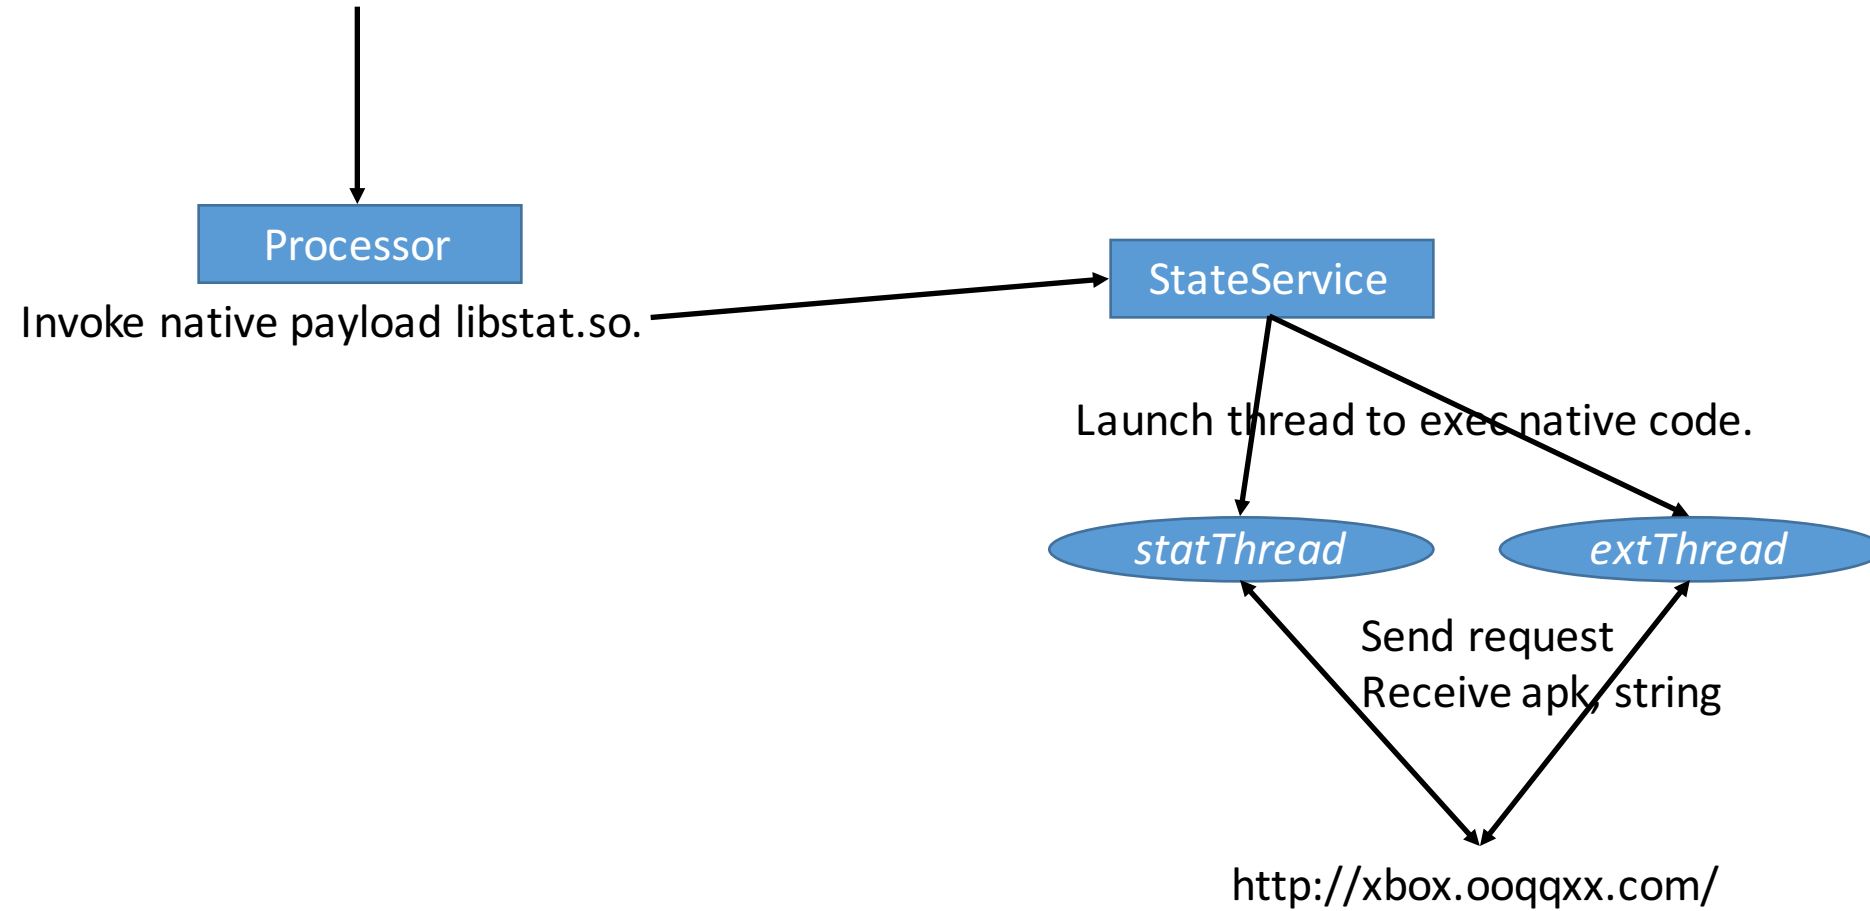 Processor
Invoke native payload libstat.so.
StateService
Launch thread to exec native code.
statThread
extThread
Send request
Receive apk, string
http://xbox.ooqqxx.com/